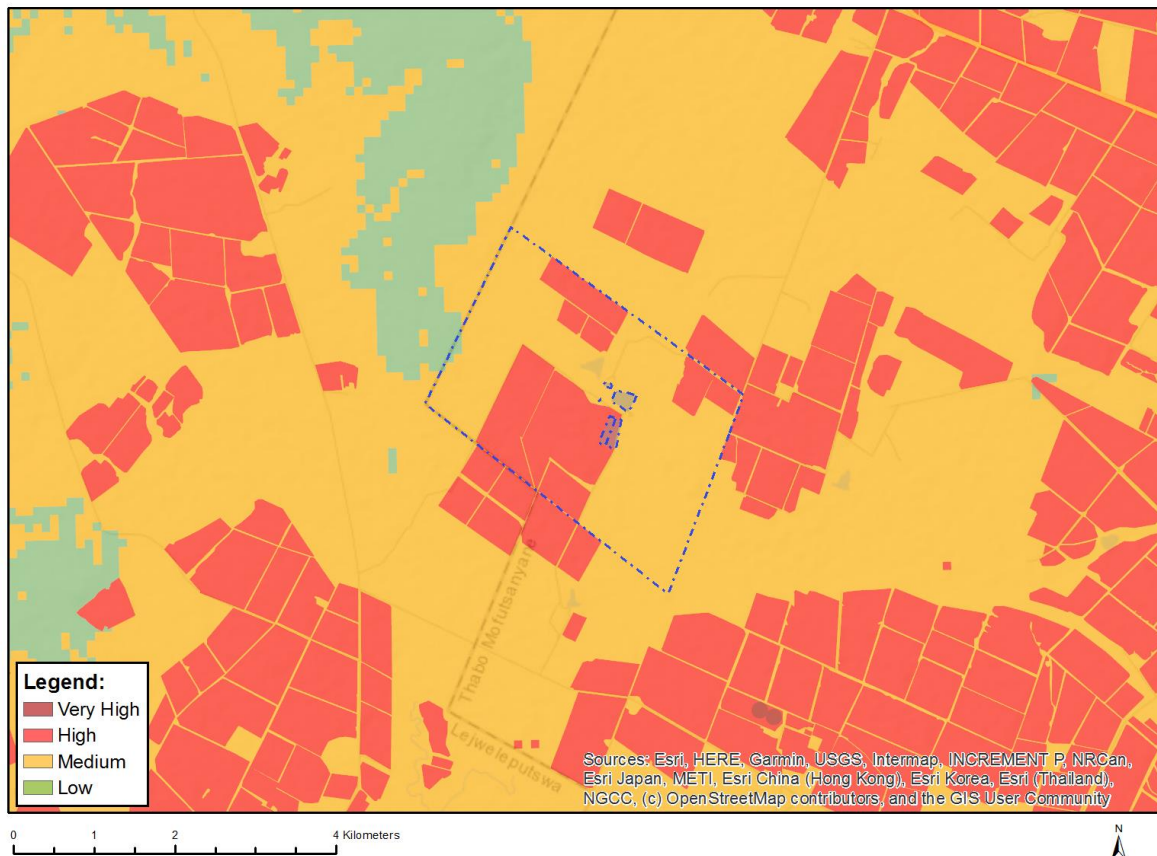 Thabo Mofutsanyane
Lejweleputswa
Legend:
Very High
High
Medium
Low
Sources: Esri, HERE, Garmin, USGS, Intermap, INCREMENT P, NRCan,
Esri Japan, METI, Esri China (Hong Kong), Esri Korea, Esri (Thailand),
NGCC, (c) OpenStreetMap contributors, and the GIS User Community
0 1 2 4 Kilometers
N